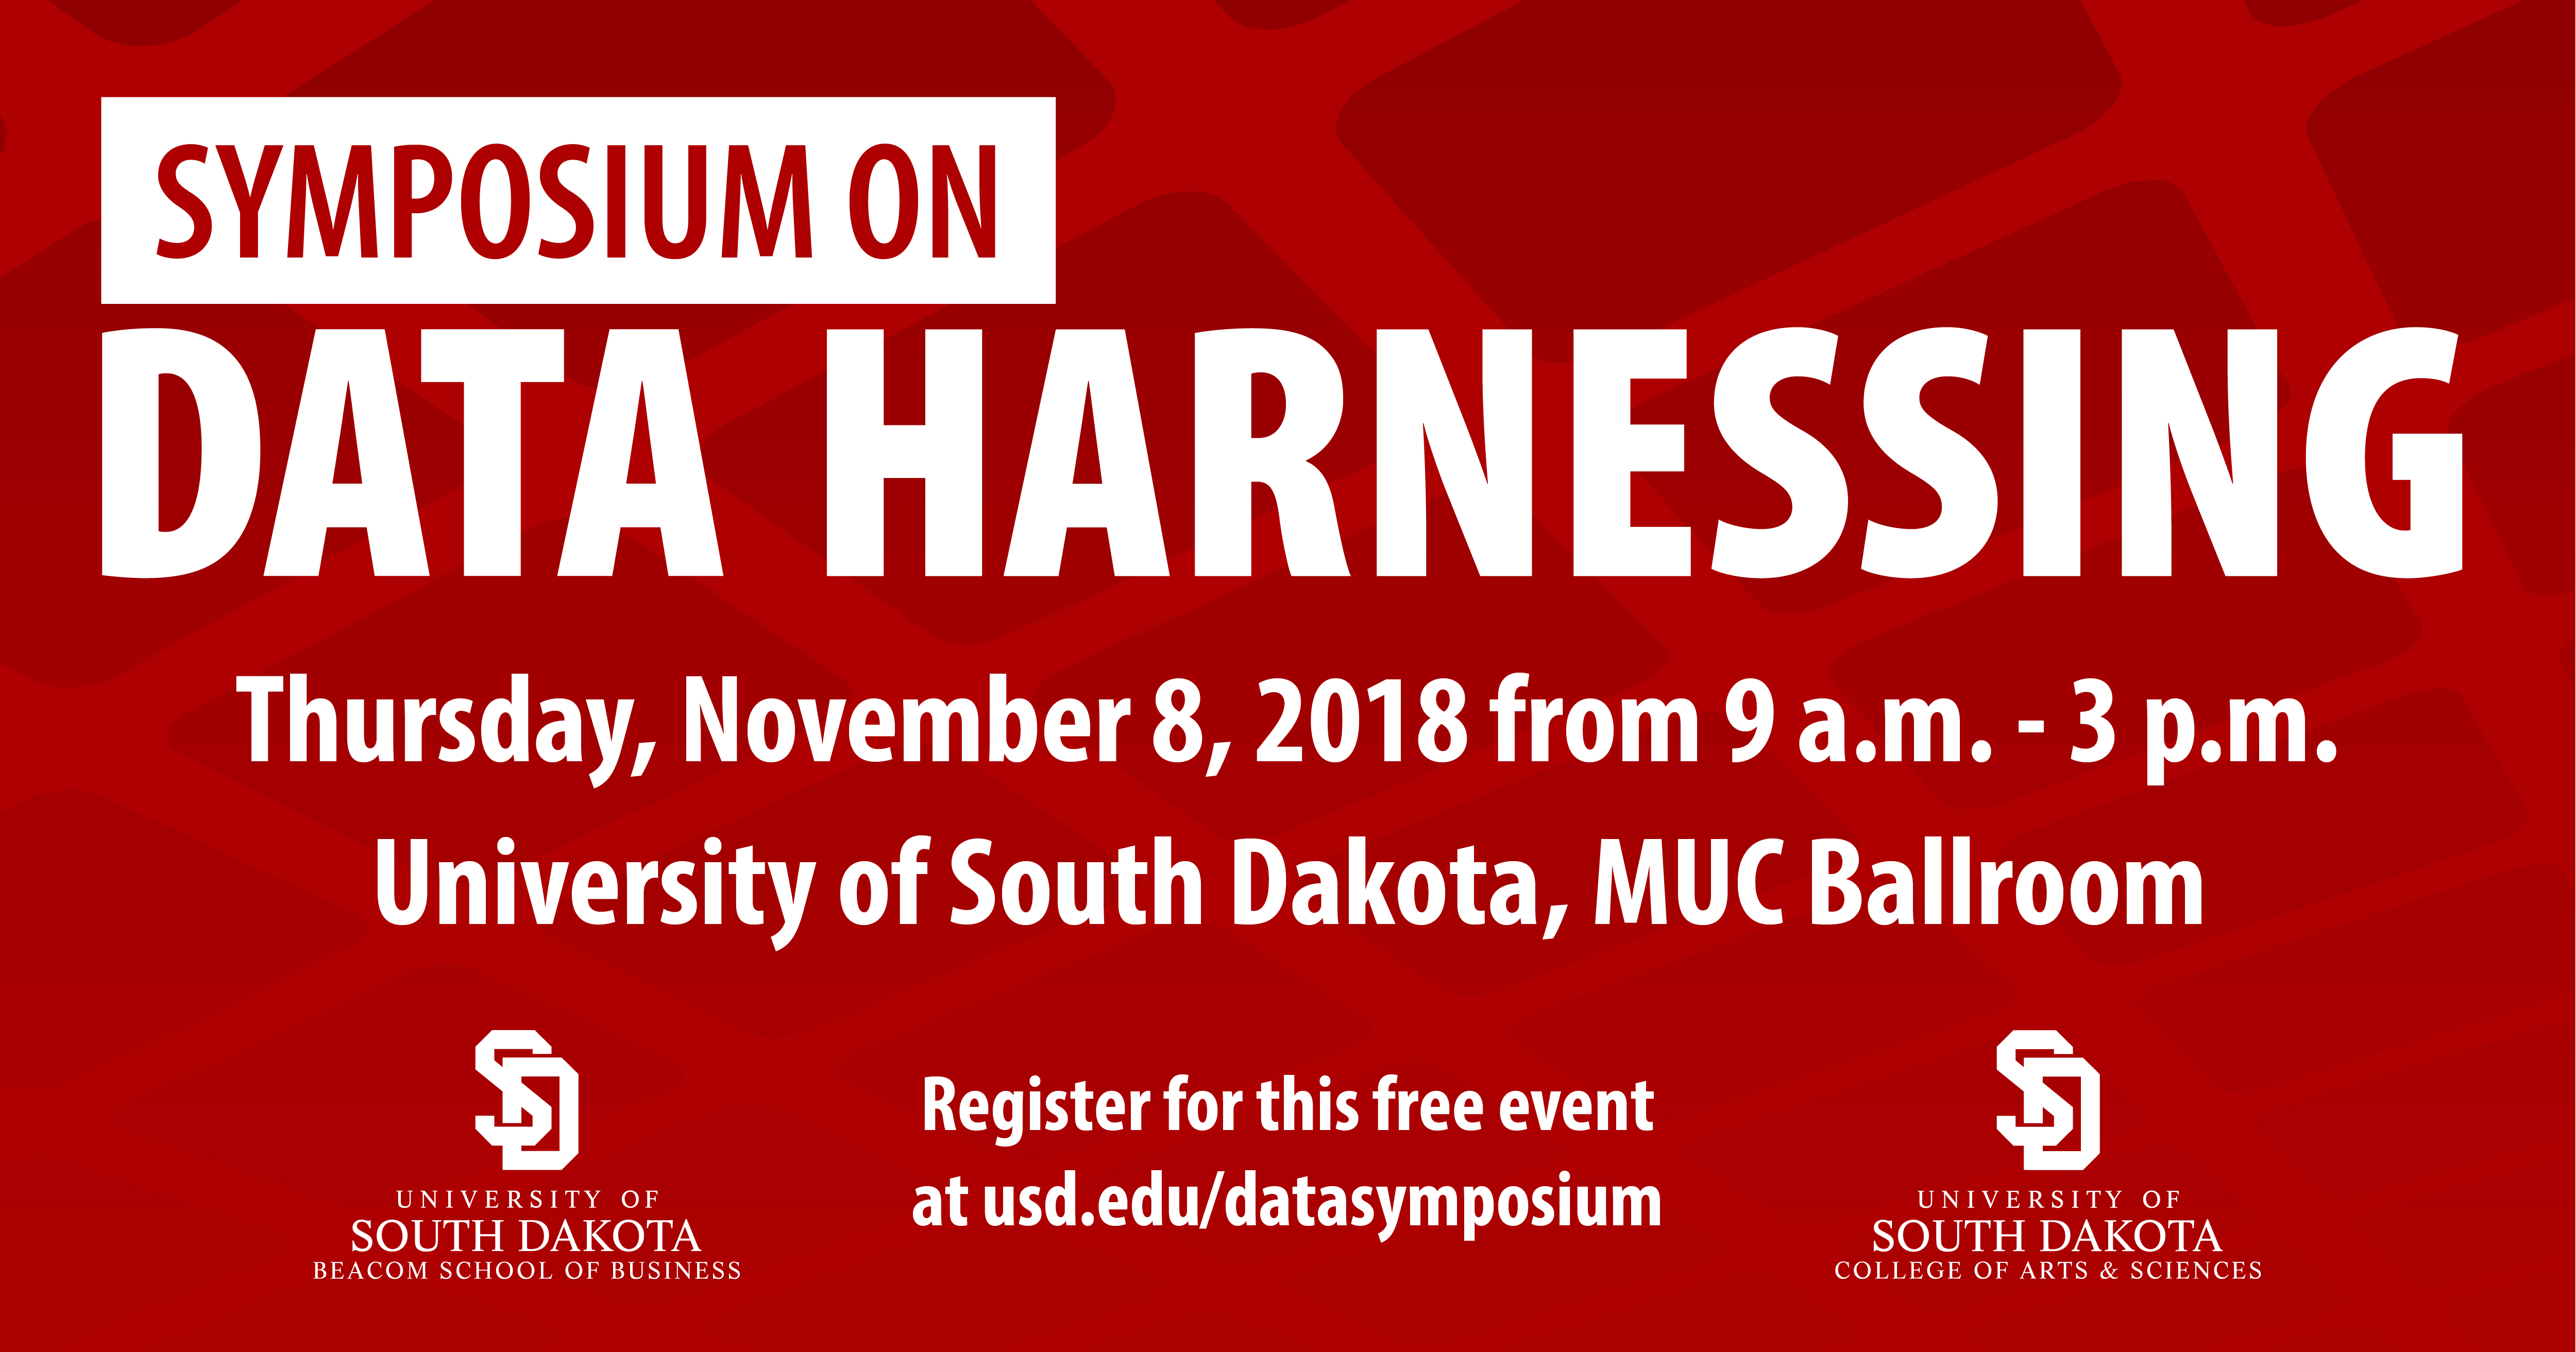 SYMPOSIUM ON
DATA HARNESSING
Thursday, November 8, 2018 from 9 a.m. - 3 p.m.
University of South Dakota, MUC Ballroom
SD
UNIVERSITY OF
SOUTH DAKOTA
BEACOM SCHOOL OF BUSINESS
Register for this free event
at usd.edu/datasymposium
SD
UNIVERSITY OF
SOUTH DAKOTA
COLLEGE OF ARTS & SCIENCES